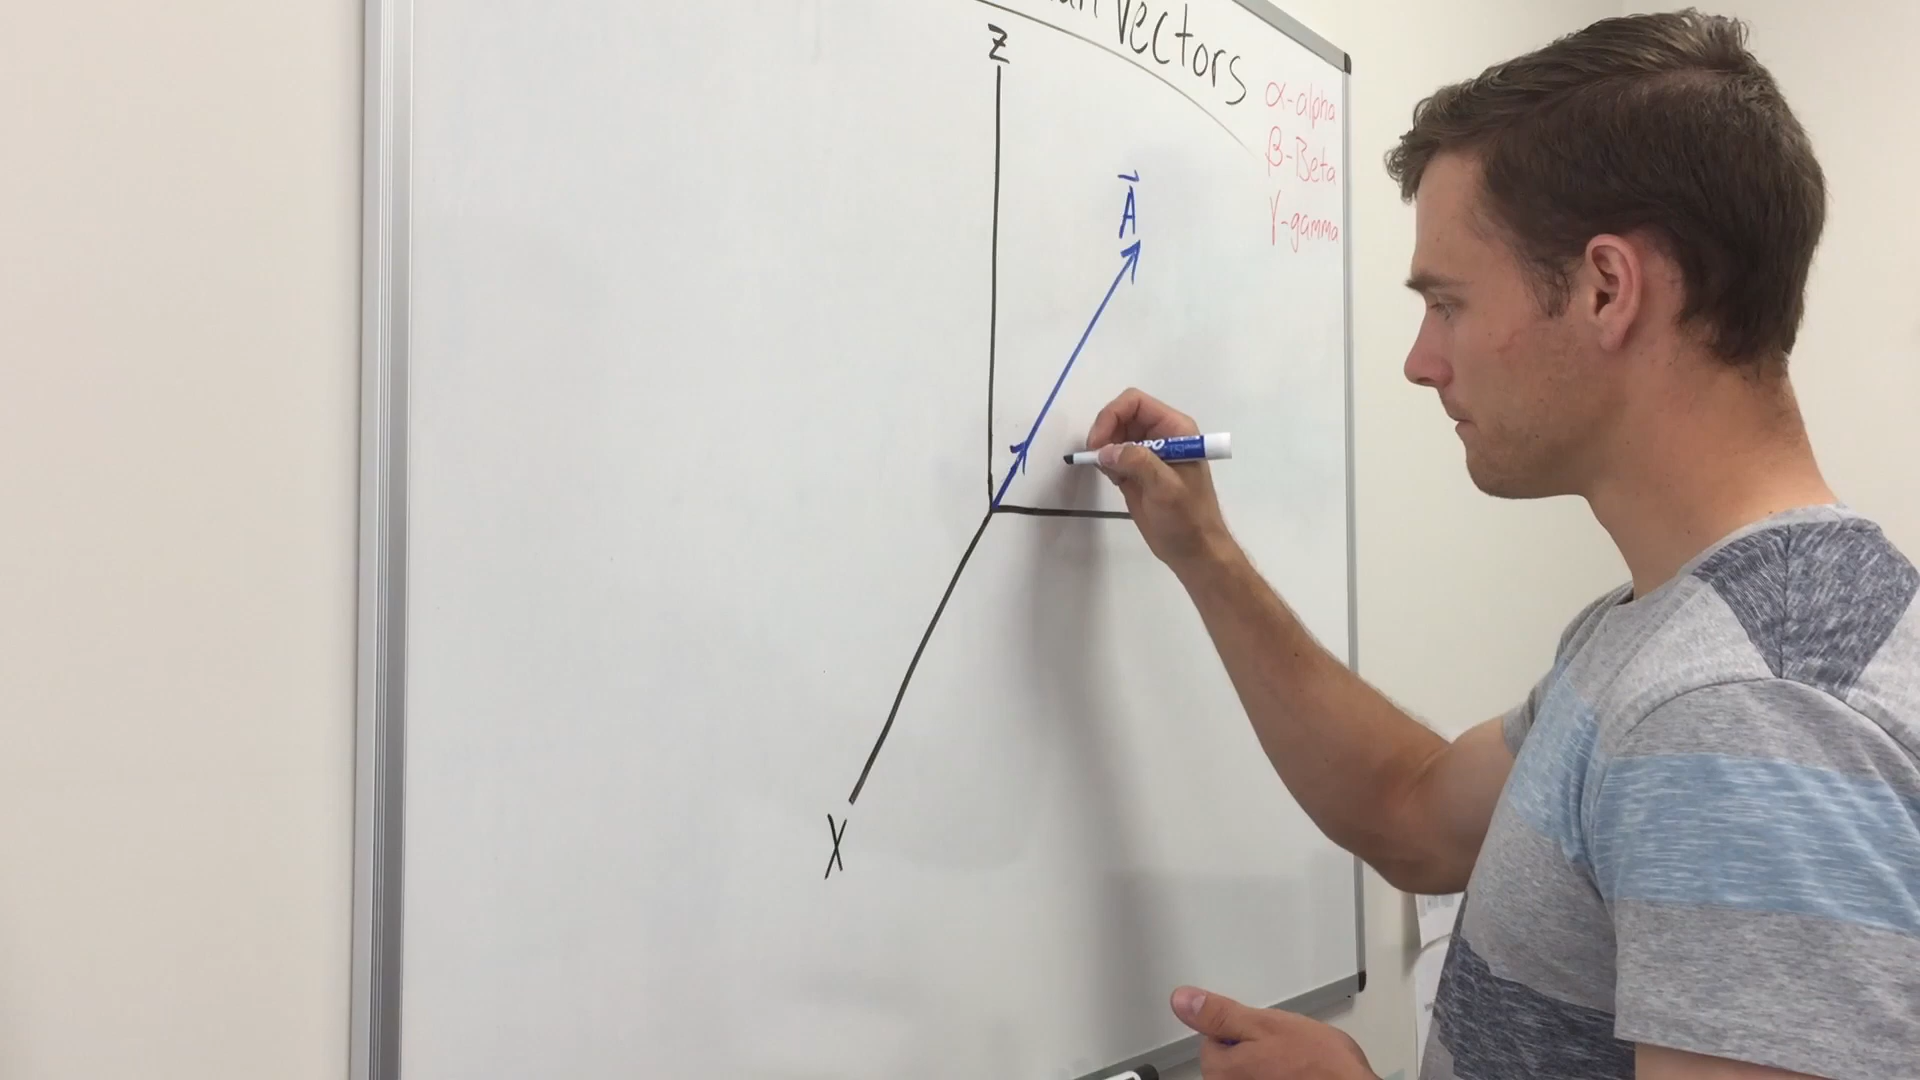 Vectors
Z
α-alpha
β-Beta
γ-gamma
A
X